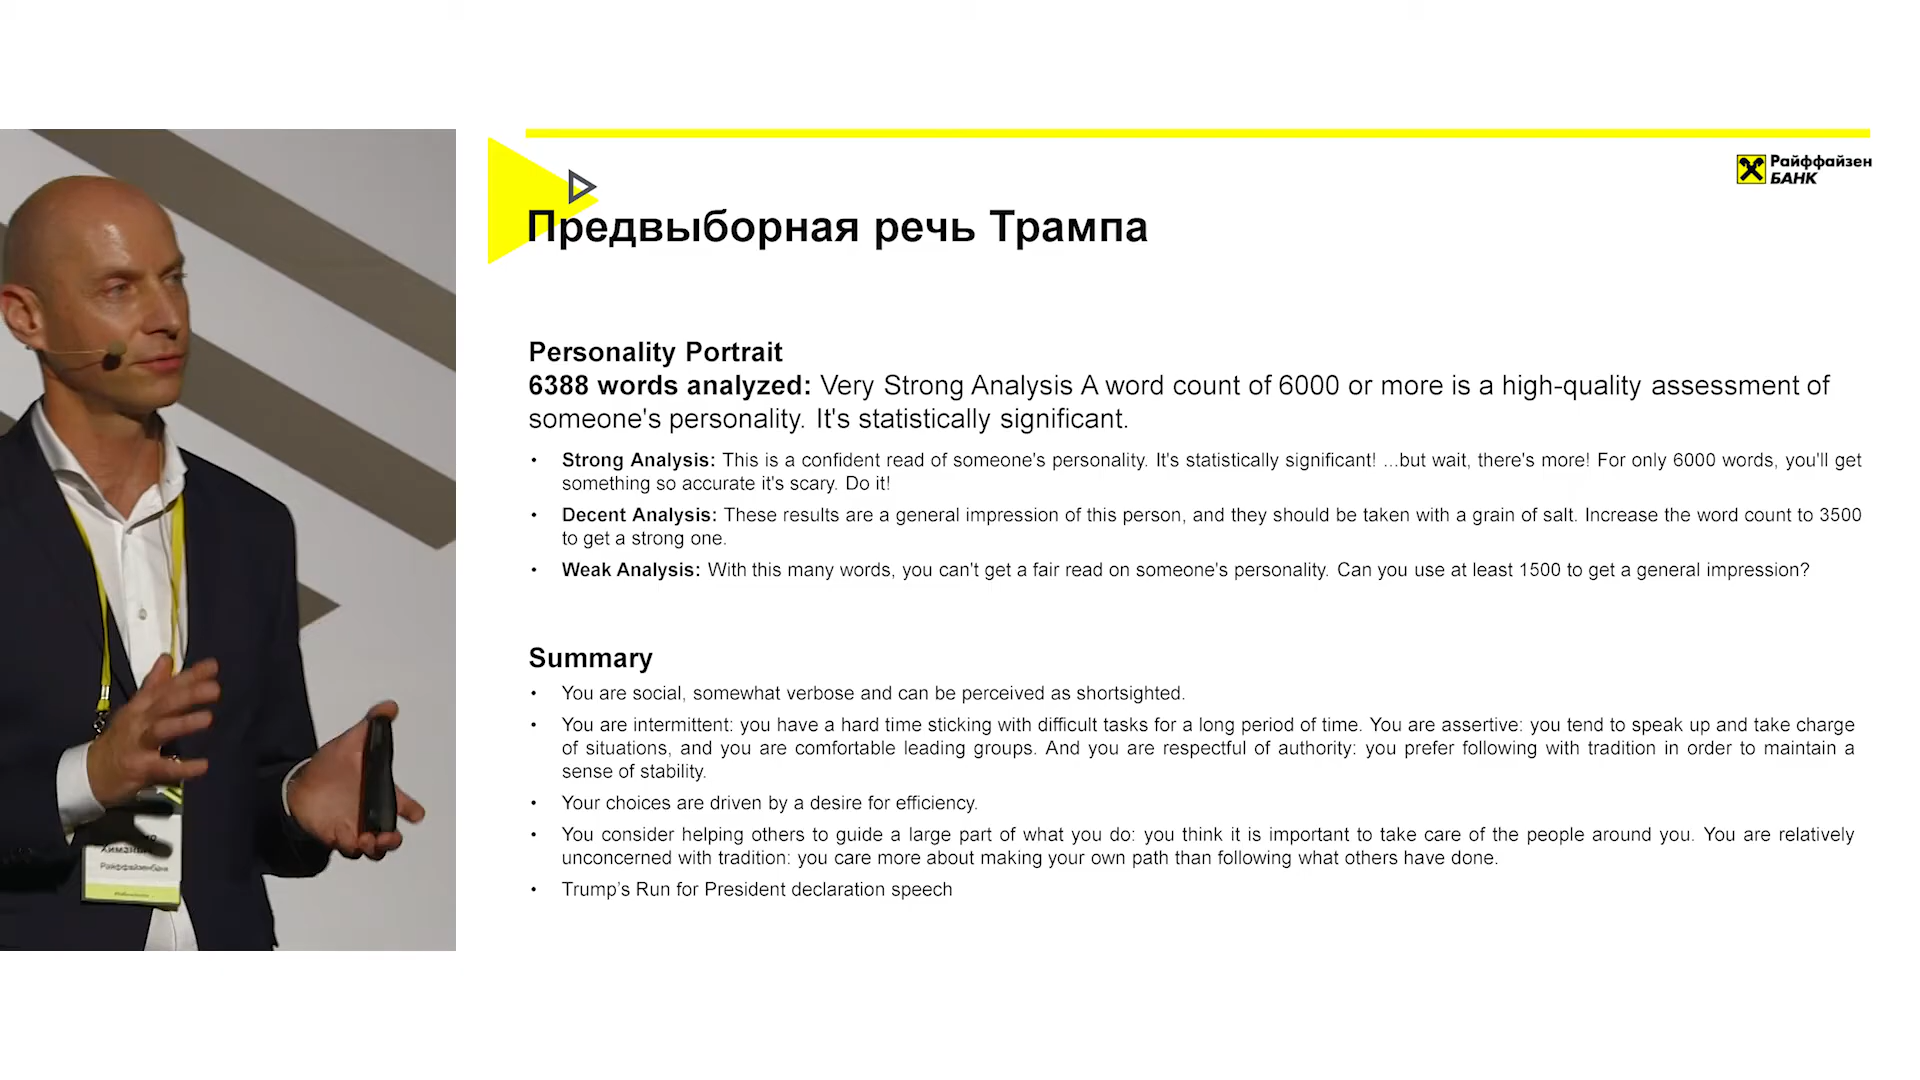 Райффайзен
БАНК
Предвыборная речь Трампа
Personality Portrait
6388 words analyzed: Very Strong Analysis A word count of 6000 or more is a high-quality assessment of
someone's personality. It's statistically significant.
• Strong Analysis: This is a confident read of someone's personality. It's statistically significant! ...but wait, there's more! For only 6000 words, you'll get
something so accurate it's scary. Do it!
• Decent Analysis: These results are a general impression of this person, and they should be taken with a grain of salt. Increase the word count to 3500
to get a strong one.
• Weak Analysis: With this many words, you can't get a fair read on someone's personality. Can you use at least 1500 to get a general impression?
Summary
• You are social, somewhat verbose and can be perceived as shortsighted.
• You are intermittent: you have a hard time sticking with difficult tasks for a long period of time. You are assertive: you tend to speak up and take charge
of situations, and you are comfortable leading groups. And you are respectful of authority: you prefer following with tradition in order to maintain a
sense of stability.
• Your choices are driven by a desire for efficiency.
• You consider helping others to guide a large part of what you do: you think it is important to take care of the people around you. You are relatively
unconcerned with tradition: you care more about making your own path than following what others have done.
• Trump’s Run for President declaration speech
Райффайзенбанк